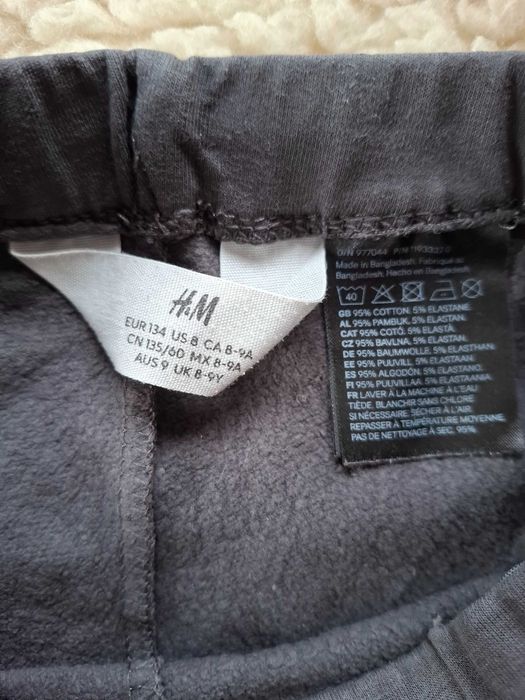 H&M
EUR 134 US 8 CA 8-9A
CN 135/60 MX 8-9A
AUS 9 UK 8-9Y
O/N 977044 P/N
Made in Bangladesh. Fabriqué au
Bangladesh. Hecho en Bangladesh.
40
GB 95% COTTON, 5% ELASTANE
AL 95% PAMBUK, 5% ELASTAN
CAT 95% COTÓ, 5% ELASTÀ
CZ 95% BAVLNA, 5% ELASTAN
DE 95% BAUMWOLLE, 5% ELASTHAN
EE 95% PUUVILL, 5% ELASTAAN
ES 95% ALGODÓN, 5% ELASTANO
FI 95% PUUVILLAA, 5% ELASTAANIA
FR LAVER À LA MACHINE À L'EAU
TIÈDE. BLANCHIR SANS CHLORE
SI NÉCESSAIRE. SÉCHER À L'AIR.
REPASSER À TEMPÉRATURE MOYENNE
PAS DE NETTOYAGE À SEC. 95%